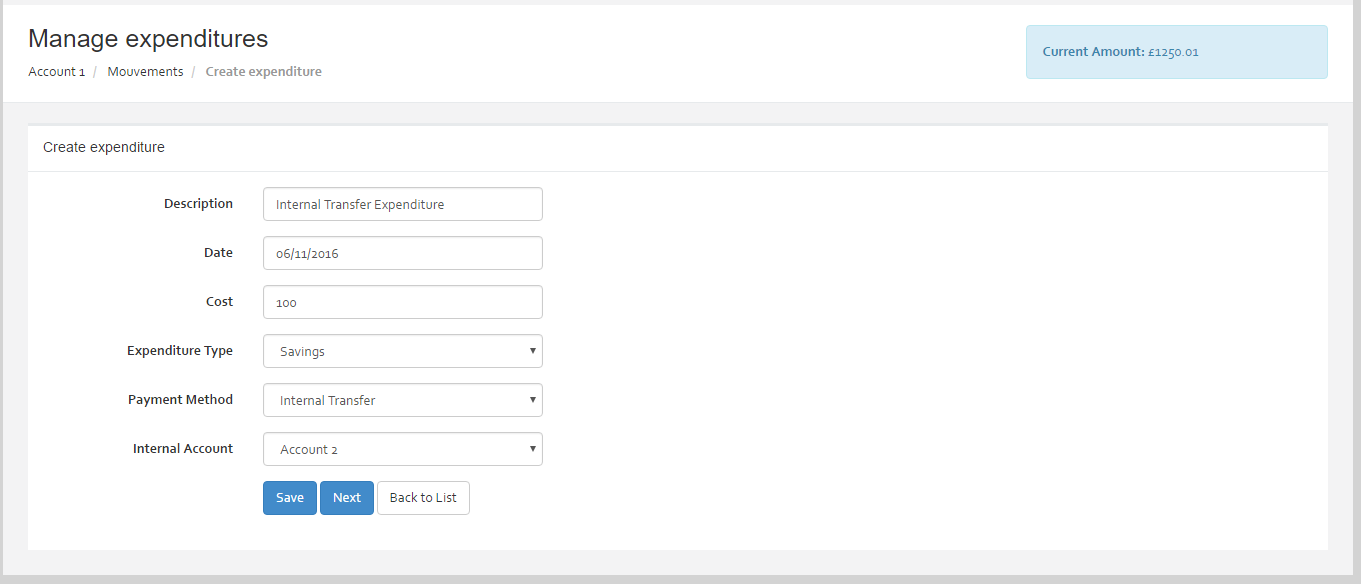 Manage expenditures
Current Amount: £1250.01
Account 1 / Mouvements / Create expenditure
Create expenditure
Description Internal Transfer Expenditure
Date 06/11/2016
Cost 100
Expenditure Type Savings
Payment Method Internal Transfer
Internal Account Account 2
Save Next Back to List